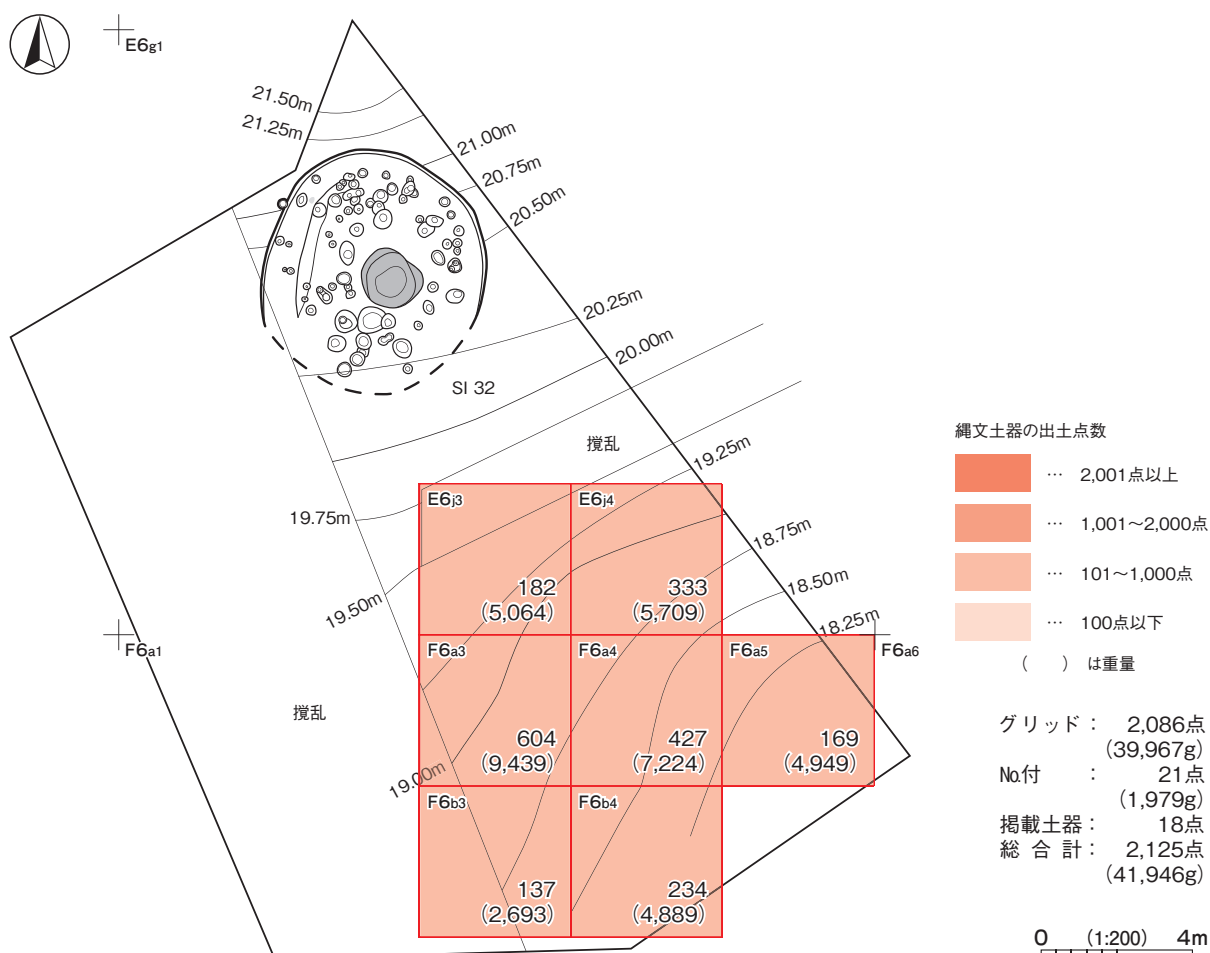 E6g1
21.50m
21.25m
21.00m
20.75m
20.50m
20.25m
20.00m
SI 32
撹乱
19.25m
19.75m
18.75m
18.50m
19.50m
18.25m
E6j3
182
(5,064)
E6j4
333
(5,709)
F6a1
F6a3
604
(9,439)
F6a4
427
(7,224)
F6a5
169
(4,949)
F6a6
撹乱
19.00m
F6b3
137
(2,693)
F6b4
234
(4,889)
縄文土器の出土点数
… 2,001点以上
… 1,001~2,000点
… 101~1,000点
… 100点以下
(  )は重量
グリッド: 2,086点
(39,967g)
No.付 : 21点
(1,979g)
掲載土器: 18点
総合計: 2,125点
(41,946g)
0 (1:200) 4m